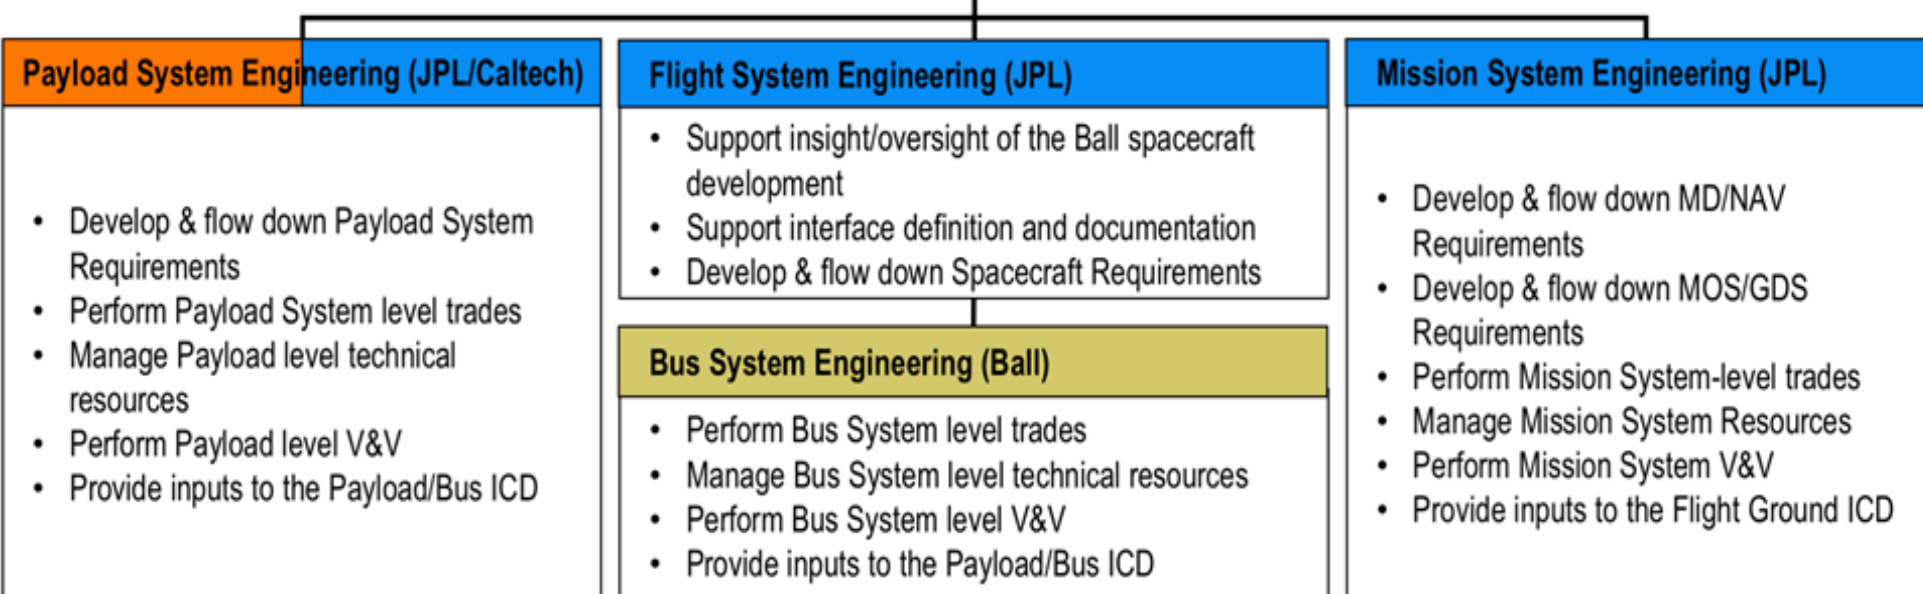 Payload System Engineering (JPL/Caltech)
• Develop & flow down Payload System
Requirements
• Perform Payload System level trades
• Manage Payload level technical
resources
• Perform Payload level V&V
• Provide inputs to the Payload/Bus ICD
Flight System Engineering (JPL)
• Support insight/oversight of the Ball spacecraft
development
• Support interface definition and documentation
• Develop & flow down Spacecraft Requirements
Bus System Engineering (Ball)
• Perform Bus System level trades
• Manage Bus System level technical resources
• Perform Bus System level V&V
• Provide inputs to the Payload/Bus ICD
Mission System Engineering (JPL)
• Develop & flow down MD/NAV
Requirements
• Develop & flow down MOS/GDS
Requirements
• Perform Mission System-level trades
• Manage Mission System Resources
• Perform Mission System V&V
• Provide inputs to the Flight Ground ICD